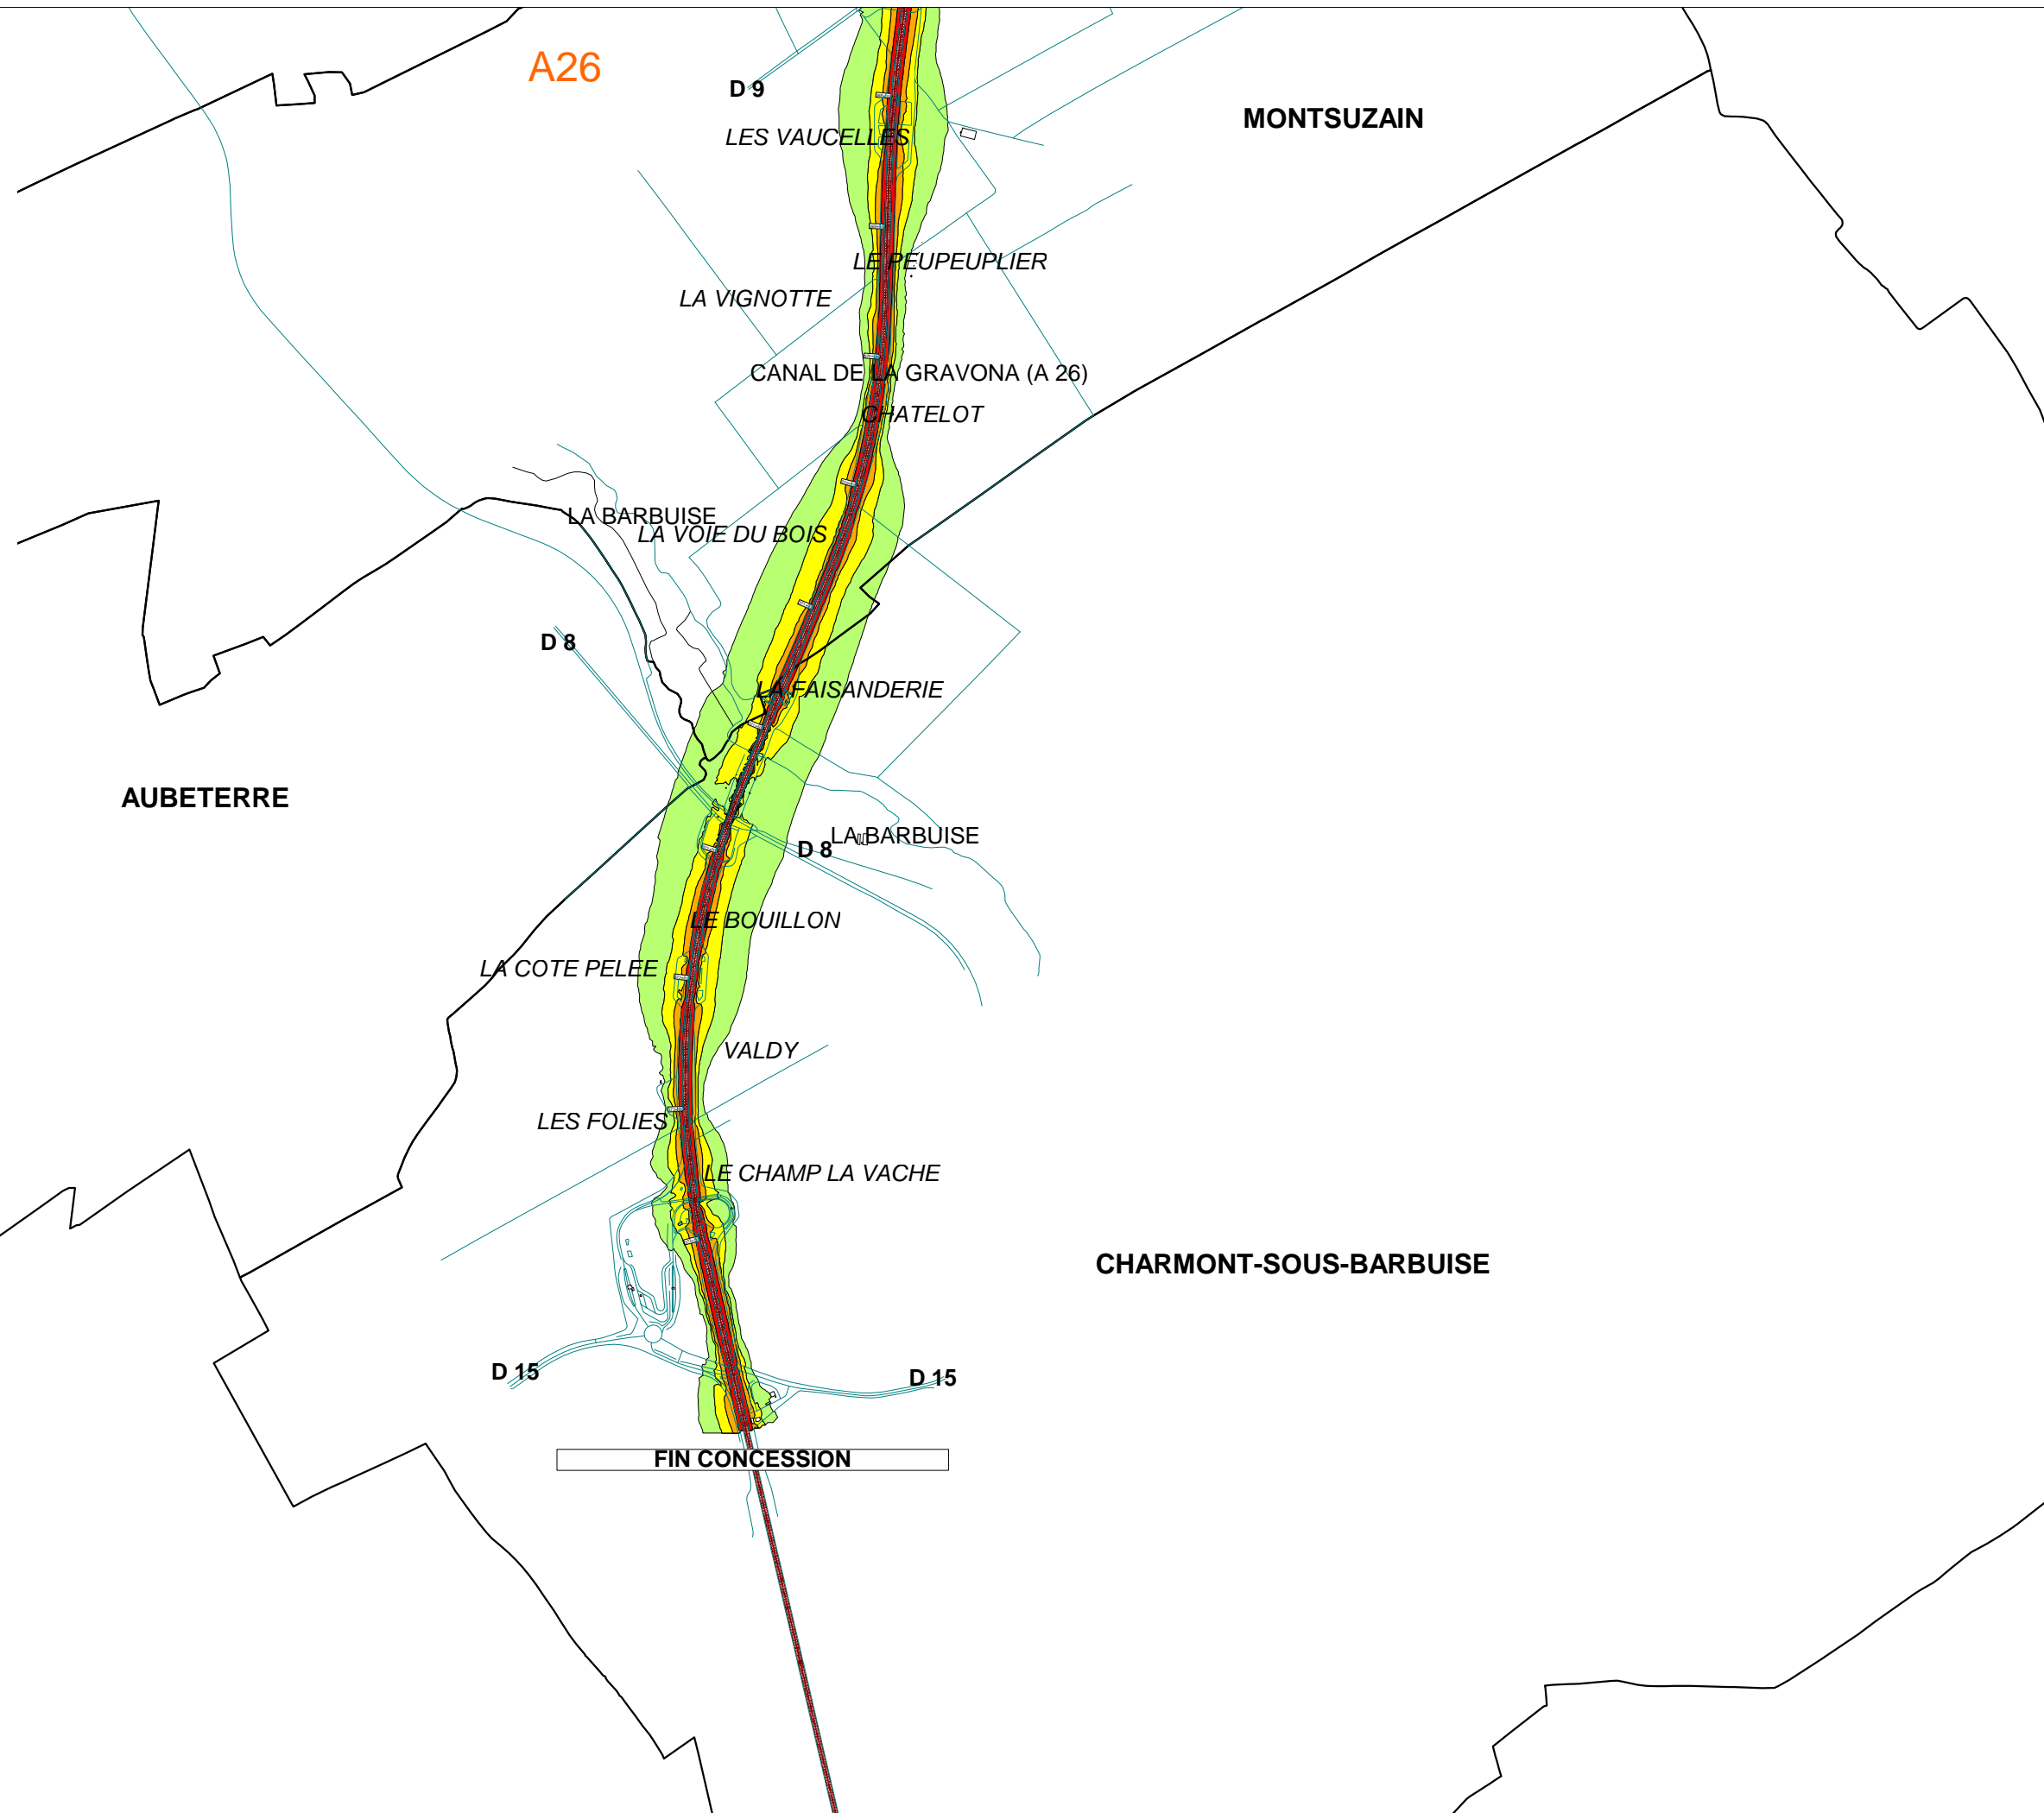 A26
D 9
MONTSUZAIN
LES VAUCELLES
LE PEUPEUPLIER
LA VIGNOTTE
CANAL DE LA GRAVONA (A 26)
CHATELOT
LA BARBUISE
LA VOIE DU BOIS
D 8
LA FAISANDERIE
AUBETERRE
LA BARBUISE
D 8
LE BOUILLON
LA COTE PELEE
VALDY
LES FOLIES
LE CHAMP LA VACHE
CHARMONT-SOUS-BARBUISE
D 15
D 15
FIN CONCESSION